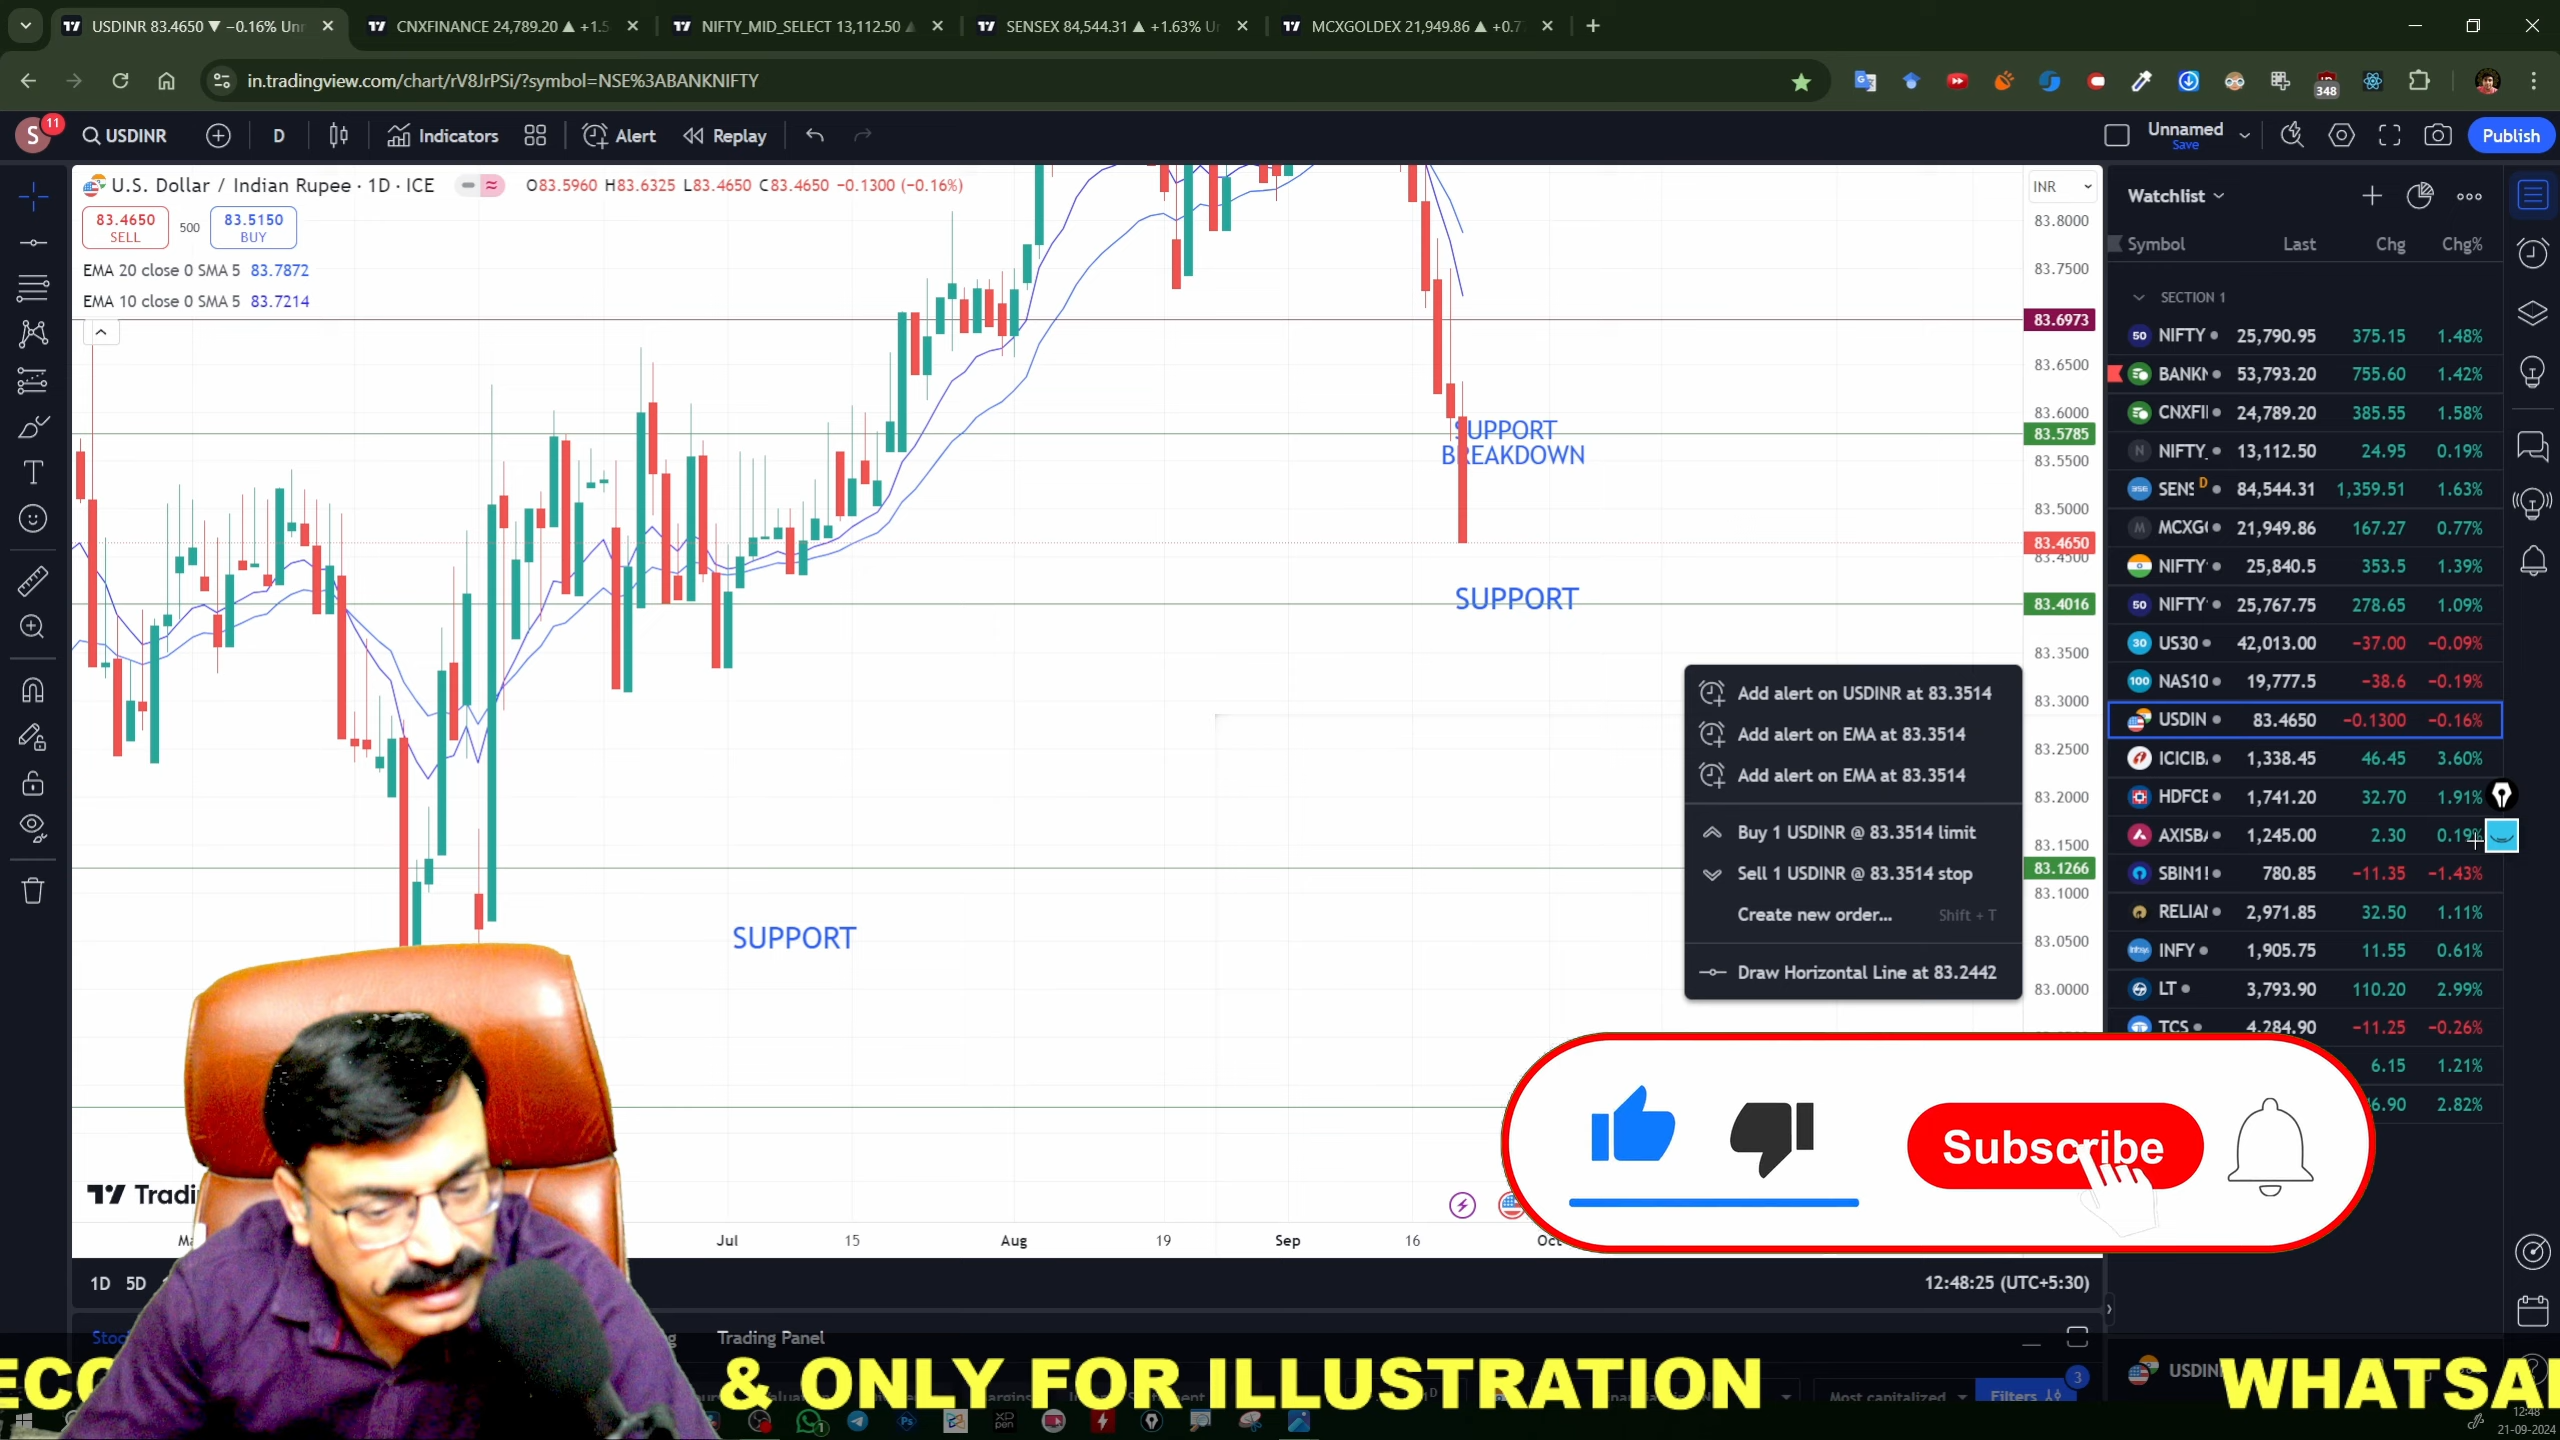 USDINR 83.4650 ▼ −0.16% Unn
CNXFINANCE 24,789.20 ▲ +1.5
NIFTY_MID_SELECT 13,112.50
SENSEX 84,544.31 ▲ +1.63% U
MCXGOLDEX 21,949.86 ▲ +0.7
in.tradingview.com/chart/rV8JrPSi/?symbol=NSE%3ABANKNIFTY
348
S
11
USDINR
D
Indicators
Alert
Replay
Unnamed
Save
Publish
U.S. Dollar / Indian Rupee · 1D · ICE
O83.5960 H83.6325 L83.4650 C83.4650 −0.1300 (−0.16%)
83.4650
SELL
500
83.5150
BUY
EMA 20 close 0 SMA 5 83.7872
EMA 10 close 0 SMA 5 83.7214
INR
83.8000
83.7500
83.6973
83.6500
83.6000
83.5785
83.5500
83.5000
83.4650
83.4500
83.4016
83.3500
83.3000
83.2500
83.2000
83.1500
83.1266
83.1000
83.0500
83.0000
SUPPORT
BREAKDOWN
SUPPORT
SUPPORT
Add alert on USDINR at 83.3514
Add alert on EMA at 83.3514
Add alert on EMA at 83.3514
Buy 1 USDINR @ 83.3514 limit
Sell 1 USDINR @ 83.3514 stop
Create new order... Shift + T
Draw Horizontal Line at 83.2442
Watchlist
Symbol Last Chg Chg%
SECTION 1
50 NIFTY 25,790.95 375.15 1.48%
BANKN 53,793.20 755.60 1.42%
CNXFI 24,789.20 385.55 1.58%
N NIFTY_ 13,112.50 24.95 0.19%
SENS D 84,544.31 1,359.51 1.63%
M MCXG 21,949.86 167.27 0.77%
NIFTY 25,840.5 353.5 1.39%
50 NIFTY 25,767.75 278.65 1.09%
30 US30 42,013.00 −37.00 −0.09%
100 NAS10 19,777.5 −38.6 −0.19%
USDIN 83.4650 −0.1300 −0.16%
ICICIB 1,338.45 46.45 3.60%
HDFCB 1,741.20 32.70 1.91%
AXISB 1,245.00 2.30 0.19%
SBIN1! 780.85 −11.35 −1.43%
RELIAN 2,971.85 32.50 1.11%
INFY 1,905.75 11.55 0.61%
LT 3,793.90 110.20 2.99%
TCS 4,284.90 −11.25 −0.26%
6.15 1.21%
6.90 2.82%
Subscribe
Tradi
Jul 15 Aug 19 Sep 16 Oct
1D 5D
12:48:25 (UTC+5:30)
Trading Panel
USDIN
Most capitalized
Filters
3
ECO & ONLY FOR ILLUSTRATION WHATSA
12:48
21-09-2024